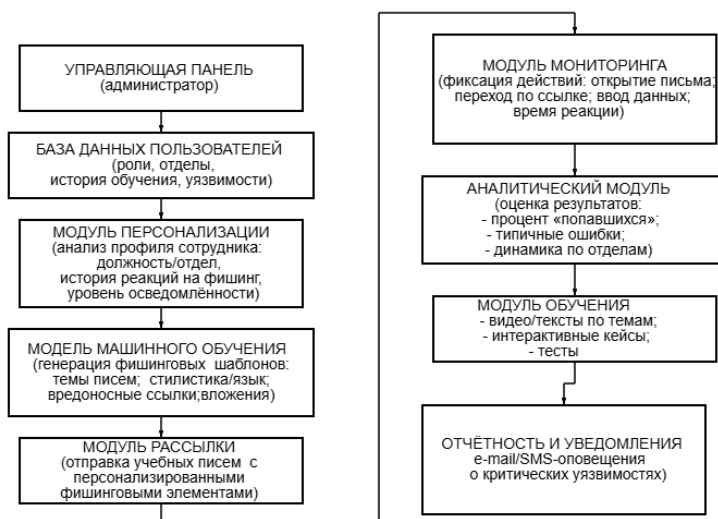 УПРАВЛЯЮЩАЯ ПАНЕЛЬ
(администратор)
БАЗА ДАННЫХ ПОЛЬЗОВАТЕЛЕЙ
(роли, отделы,
история обучения, уязвимости)
МОДУЛЬ ПЕРСОНАЛИЗАЦИИ
(анализ профиля сотрудника:
должность/отдел,
история реакций на фишинг,
уровень осведомлённости)
МОДЕЛЬ МАШИННОГО ОБУЧЕНИЯ
(генерация фишинговых шаблонов:
темы писем; стилистика/язык;
вредоносные ссылки;вложения)
МОДУЛЬ РАССЫЛКИ
(отправка учебных писем с
персонализированными
фишинговыми элементами)
МОДУЛЬ МОНИТОРИНГА
(фиксация действий: открытие письма;
переход по ссылке; ввод данных;
время реакции)
АНАЛИТИЧЕСКИЙ МОДУЛЬ
(оценка результатов:
- процент «попавшихся»;
- типичные ошибки;
- динамика по отделам)
МОДУЛЬ ОБУЧЕНИЯ
- видео/тексты по темам;
- интерактивные кейсы;
- тесты
ОТЧЁТНОСТЬ И УВЕДОМЛЕНИЯ
e-mail/SMS-оповещения
о критических уязвимостях)